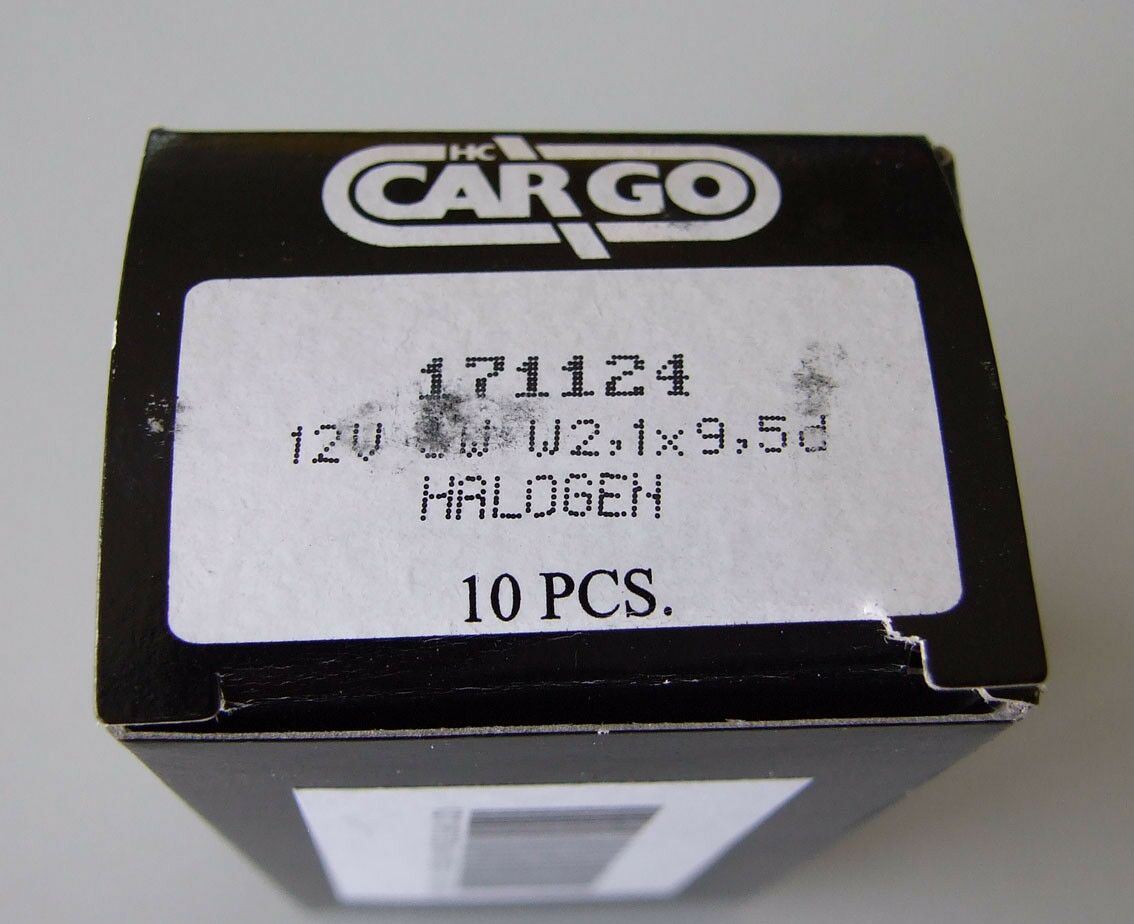 HC
CARGO
171124
12V W2,1x9,5d
HALOGEN
10 PCS.